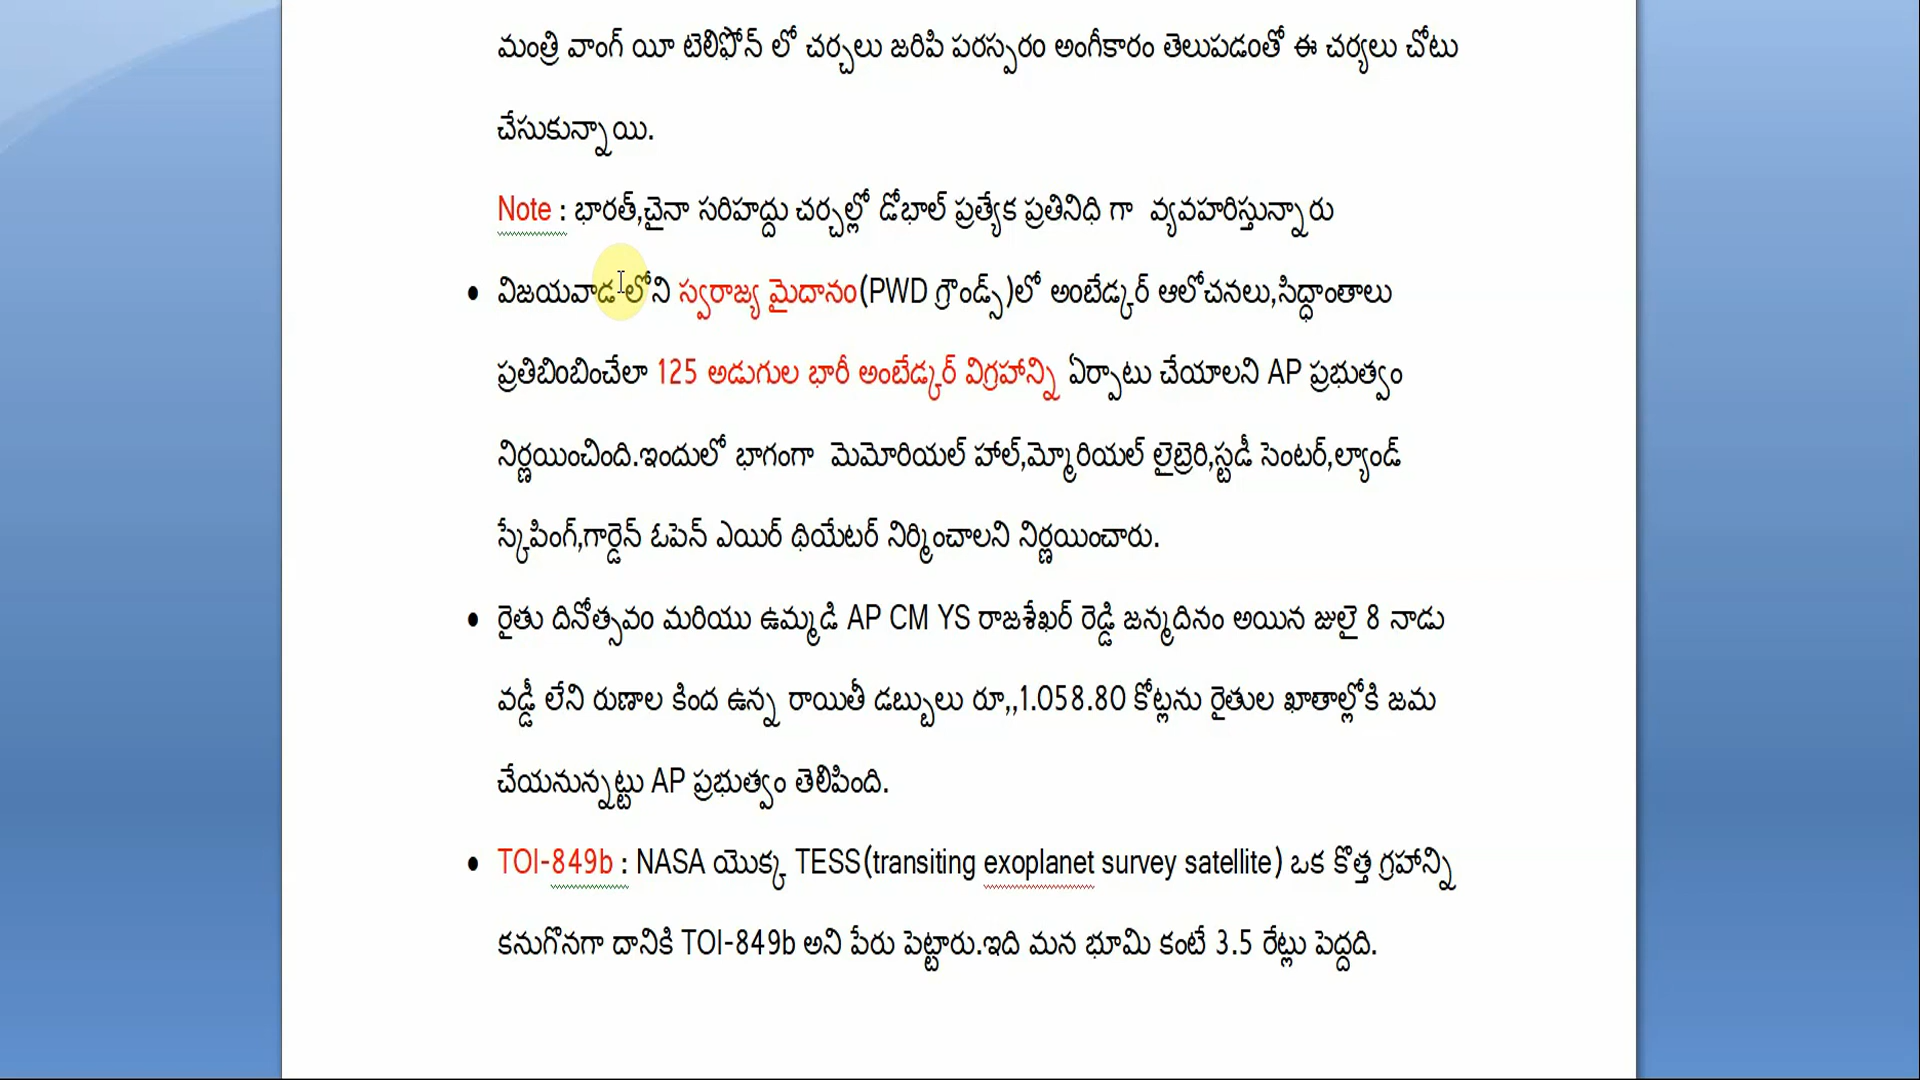 మంత్రి వాంగ్ యీ టెలిఫోన్ లో చర్చలు జరిపి పరస్పరం అంగీకారం తెలుపడంతో ఈ చర్యలు చోటు
చేసుకున్నాయి.
Note : భారత్,చైనా సరిహద్దు చర్చల్లో డోభాల్ ప్రత్యేక ప్రతినిధి గా వ్యవహరిస్తున్నారు
• విజయవాడ లోని స్వరాజ్య మైదానం(PWD గ్రౌండ్స్)లో అంబేడ్కర్ ఆలోచనలు,సిద్ధాంతాలు
ప్రతిబింబించేలా 125 అడుగుల భారీ అంబేడ్కర్ విగ్రహాన్ని ఏర్పాటు చేయాలని AP ప్రభుత్వం
నిర్ణయించింది.ఇందులో భాగంగా మెమోరియల్ హాల్,మ్మోరియల్ లైబ్రెరి,స్టడీ సెంటర్,ల్యాండ్
స్కేపింగ్,గార్డెన్ ఓపెన్ ఎయిర్ థియేటర్ నిర్మించాలని నిర్ణయించారు.
• రైతు దినోత్సవం మరియు ఉమ్మడి AP CM YS రాజశేఖర్ రెడ్డి జన్మదినం అయిన జులై 8 నాడు
వడ్డీ లేని రుణాల కింద ఉన్న రాయితీ డబ్బులు రూ,,1.058.80 కోట్లను రైతుల ఖాతాల్లోకి జమ
చేయనున్నట్టు AP ప్రభుత్వం తెలిపింది.
• TOI-849b : NASA యొక్క TESS(transiting exoplanet survey satellite) ఒక కొత్త గ్రహాన్ని
కనుగొనగా దానికి TOI-849b అని పేరు పెట్టారు.ఇది మన భూమి కంటే 3.5 రేట్లు పెద్దది.